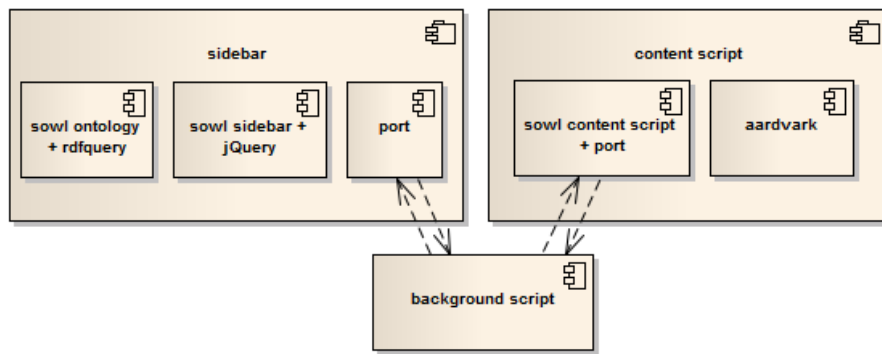 sidebar
sowl ontology
+ rdfquery
sowl sidebar +
jQuery
port
content script
sowl content script
+ port
aardvark
background script